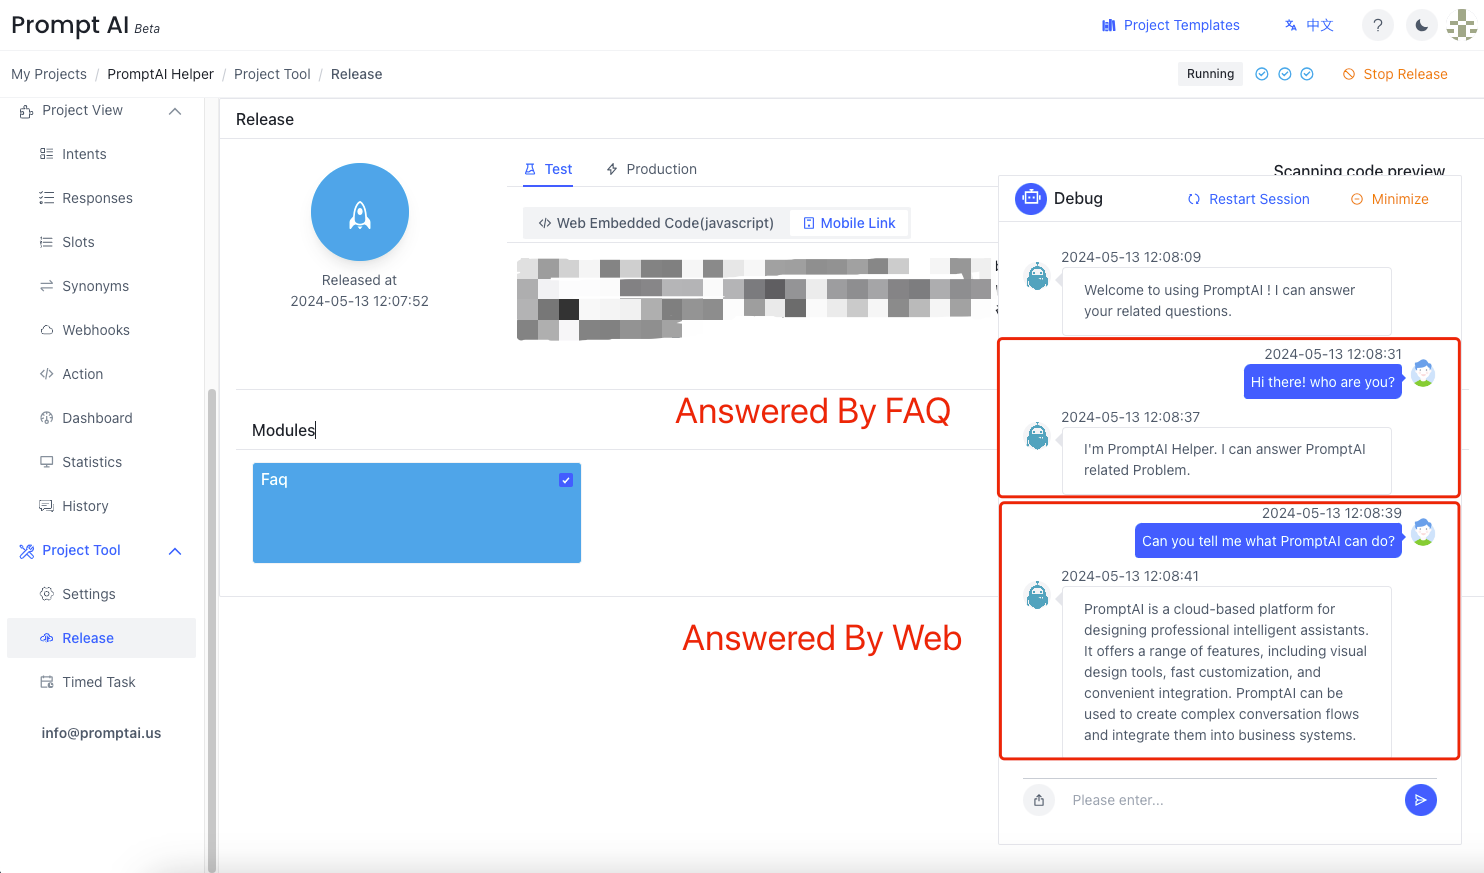 Prompt AI Beta
Project Templates
中文
?
My Projects / PromptAI Helper / Project Tool / Release
Running
Stop Release
Project View
Intents
Responses
Slots
Synonyms
Webhooks
Action
Dashboard
Statistics
History
Project Tool
Settings
Release
Timed Task
info@promptai.us
Release
Released at
2024-05-13 12:07:52
Test
Production
Scanning code preview
Web Embedded Code(javascript)
Mobile Link
Modules
Faq
Answered By FAQ
Answered By Web
Debug
Restart Session
Minimize
2024-05-13 12:08:09
Welcome to using PromptAI ! I can answer
your related questions.
2024-05-13 12:08:31
Hi there! who are you?
2024-05-13 12:08:37
I'm PromptAI Helper. I can answer PromptAI
related Problem.
2024-05-13 12:08:39
Can you tell me what PromptAI can do?
2024-05-13 12:08:41
PromptAI is a cloud-based platform for
designing professional intelligent assistants.
It offers a range of features, including visual
design tools, fast customization, and
convenient integration. PromptAI can be
used to create complex conversation flows
and integrate them into business systems.
Please enter...